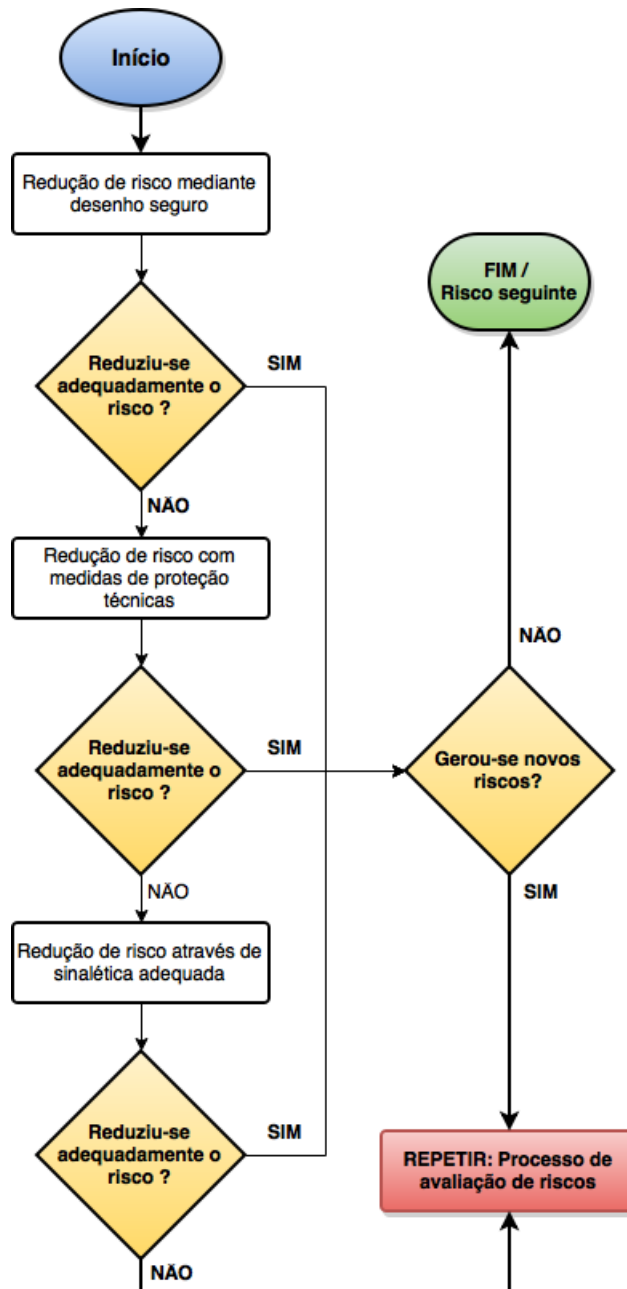 Início
Redução de risco mediante
desenho seguro
FIM /
Risco seguinte
Reduziu-se
adequadamente o
risco ?
SIM
NÃO
Redução de risco com
medidas de proteção
técnicas
NÃO
Reduziu-se
adequadamente o
risco ?
SIM
Gerou-se novos
riscos?
NÃO
SIM
Redução de risco através de
sinalética adequada
Reduziu-se
adequadamente o
risco ?
SIM
REPETIR: Processo de
avaliação de riscos
NÃO